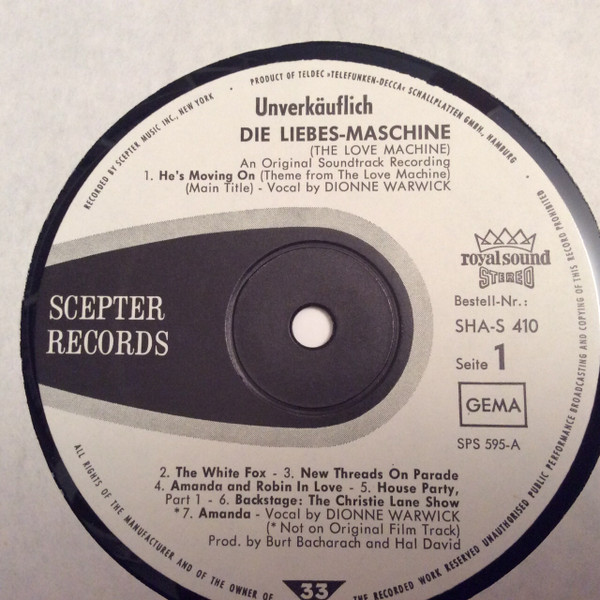 RECORDED BY SCEPTER MUSIC INC., NEW YORK · PRODUCT OF TELDEC »TELEFUNKEN-DECCA« SCHALLPLATTEN GMBH., HAMBURG ·
Unverkäuflich
DIE LIEBES-MASCHINE
(THE LOVE MACHINE)
An Original Soundtrack Recording
1. He's Moving On (Theme from The Love Machine)
(Main Title) - Vocal by DIONNE WARWICK
royal sound
STEREO
SCEPTER
RECORDS
Bestell-Nr.:
SHA-S 410
Seite 1
GEMA
SPS 595-A
2. The White Fox - 3. New Threads On Parade
4. Amanda and Robin In Love - 5. House Party,
Part 1 - 6. Backstage: The Christie Lane Show
*7. Amanda - Vocal by DIONNE WARWICK
(* Not on Original Film Track)
Prod. by Burt Bacharach and Hal David
33
ALL RIGHTS OF THE MANUFACTURER AND OF THE OWNER OF THE RECORDED WORK RESERVED UNAUTHORISED PUBLIC PERFORMANCE BROADCASTING AND COPYING OF THIS RECORD PROHIBITED